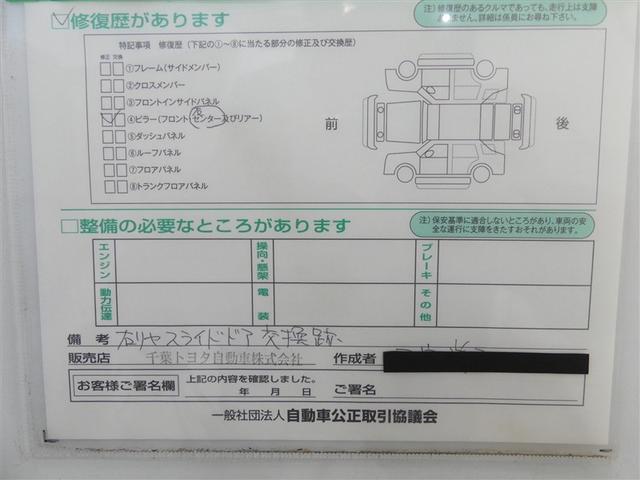 修復歴があります
注）修復歴のあるクルマであっても、走行上は支障
ありません。詳細は係員にお尋ね下さい。
特記事項 修復歴（下記の①～⑧に当たる部分の修正及び交換歴）
修正 交換
①フレーム（サイドメンバー）
②クロスメンバー
③フロントインサイドパネル
④ピラー（フロント 右 センター 及びリアー）
⑤ダッシュパネル
⑥ルーフパネル
⑦フロアパネル
⑧トランクフロアパネル
前
後
整備の必要なところがあります
注）保安基準に適合しないところがあり、車両の安
全な運行に支障をきたすおそれがあります。
エンジン
操向・懸架
ブレーキ
動力伝達
電装
その他
備考 右リヤスライドドア交換跡
販売店 千葉トヨタ自動車株式会社 作成者
お客様ご署名欄
上記の内容を確認しました。
年 月 日 ご署名
一般社団法人 自動車公正取引協議会